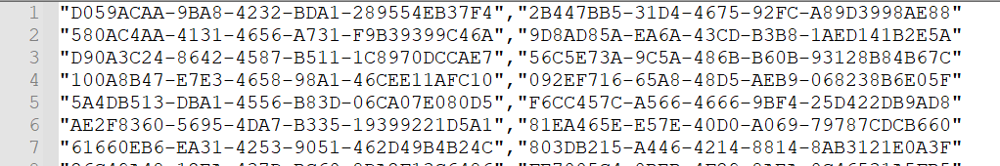 1 "D059ACAA-9BA8-4232-BDA1-289554EB37F4","2B447BB5-31D4-4675-92FC-A89D3998AE88"
2 "580AC4AA-4131-4656-A731-F9B39399C46A","9D8AD85A-EA6A-43CD-B3B8-1AED141B2E5A"
3 "D90A3C24-8642-4587-B511-1C8970DCCAE7","56C5E73A-9C5A-486B-B60B-93128B84B67C"
4 "100A8B47-E7E3-4658-98A1-46CEE11AFC10","092EF716-65A8-48D5-AEB9-068238B6E05F"
5 "5A4DB513-DBA1-4556-B83D-06CA07E080D5","F6CC457C-A566-4666-9BF4-25D422DB9AD8"
6 "AE2F8360-5695-4DA7-B335-19399221D5A1","81EA465E-E57E-40D0-A069-79787CDCB660"
7 "61660EB6-EA31-4253-9051-462D49B4B24C","803DB215-A446-4214-8814-8AB3121E0A3F"